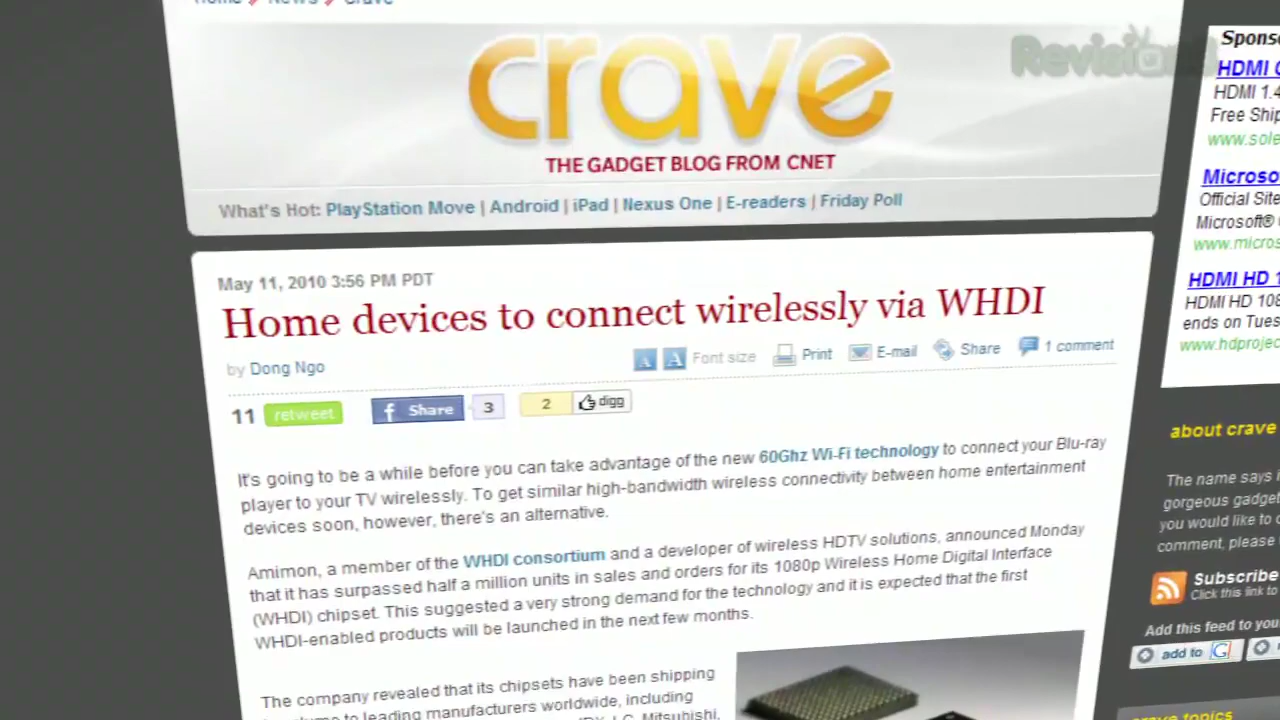 Home / News / Crave
crave
Revision3
THE GADGET BLOG FROM CNET
What's Hot: PlayStation Move | Android | iPad | Nexus One | E-readers | Friday Poll
May 11, 2010 3:56 PM PDT
Home devices to connect wirelessly via WHDI
by Dong Ngo
A A Font size Print E-mail Share 1 comment
11 retweet f Share 3 2 digg
It's going to be a while before you can take advantage of the new 60Ghz Wi-Fi technology to connect your Blu-ray
player to your TV wirelessly. To get similar high-bandwidth wireless connectivity between home entertainment
devices soon, however, there's an alternative.
Amimon, a member of the WHDI consortium and a developer of wireless HDTV solutions, announced Monday
that it has surpassed half a million units in sales and orders for its 1080p Wireless Home Digital Interface
(WHDI) chipset. This suggested a very strong demand for the technology and it is expected that the first
WHDI-enabled products will be launched in the next few months.
The company revealed that its chipsets have been shipping
to leading manufacturers worldwide, including
LG, Mitsubishi,
Spons
HDMI C
HDMI 1.4
Free Ship
www.sole
Microso
Official Site
Microsoft®
www.micros
HDMI HD 1
HDMI HD 108
ends on Tues
www.hdprojec
about crave
The name says i
gorgeous gadget
you would like to
comment, please
Subscribe
Click this link to
Add this feed to you
add to G
crave topics